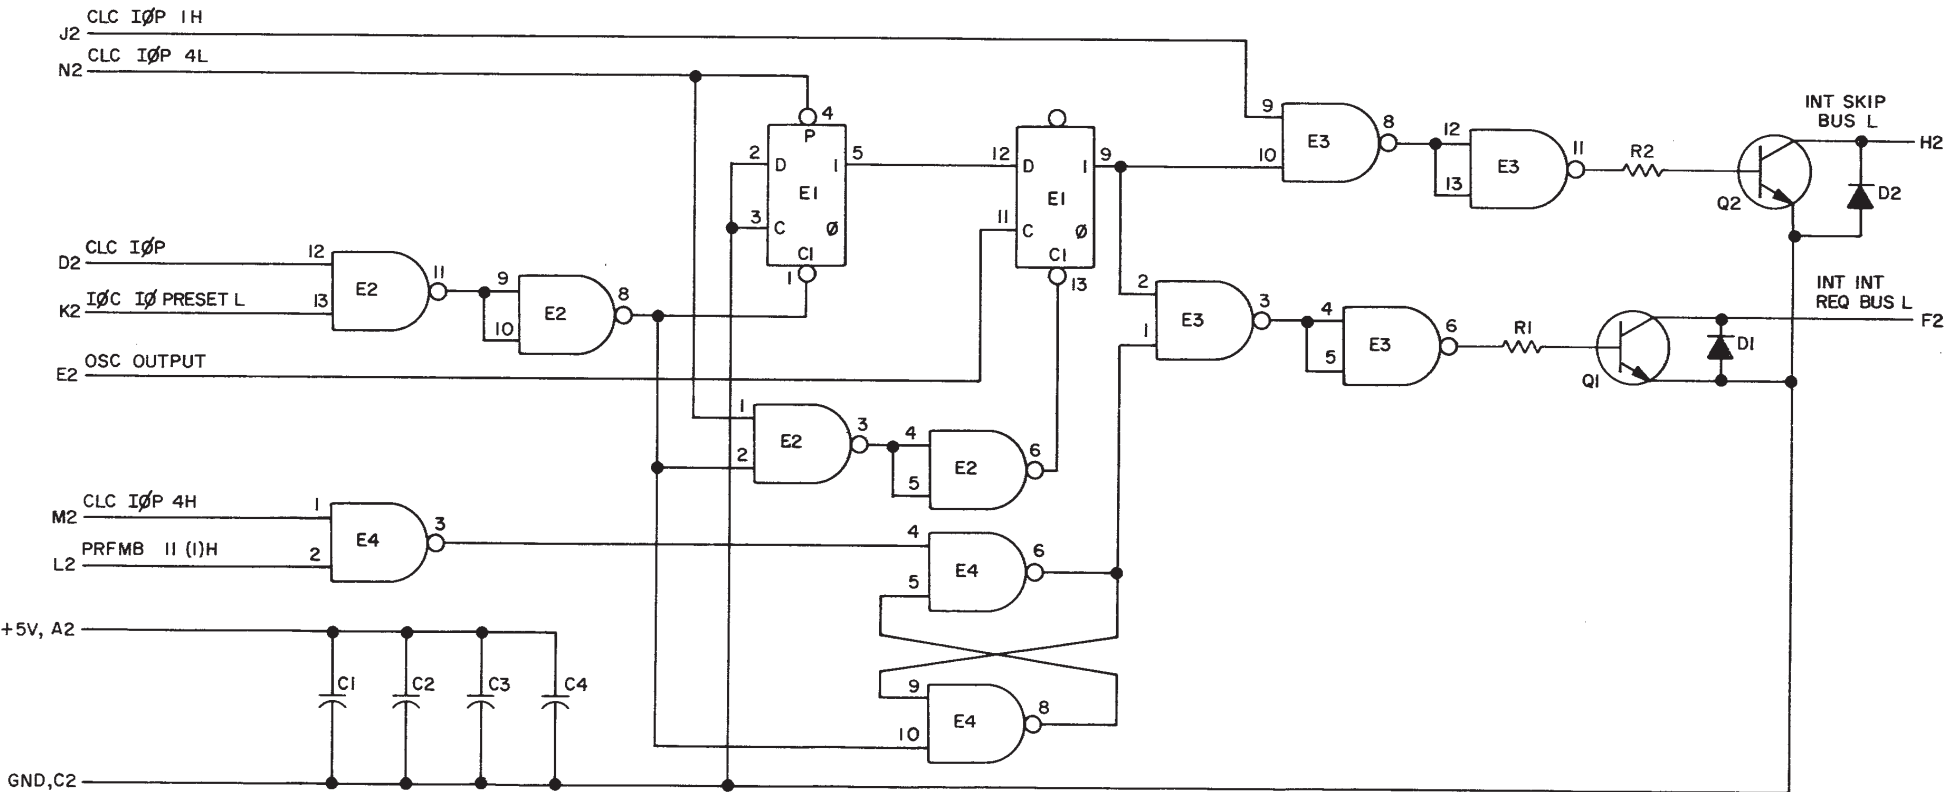 CLC IØP 1H
J2
CLC IØP 4L
N2
4
P
2 D 1 5
E1
3 C Ø
C1
1
12 D 1 9
E1
11 C Ø
C1
13
9
10
E3
8
12
13
E3
11
R2
Q2
INT SKIP
BUS L
H2
D2
CLC IØP
D2
12
IØC IØ PRESET L
K2
13
E2
11
9
10
E2
8
OSC OUTPUT
E2
2
1
E3
3
4
5
E3
6
R1
Q1
INT INT
REQ BUS L
F2
D1
1
2
E2
3
4
5
E2
6
CLC IØP 4H
M2
1
PRFMB 11 (1)H
L2
2
E4
3
4
5
E4
6
9
10
E4
8
+5V, A2
C1
C2
C3
C4
GND,C2